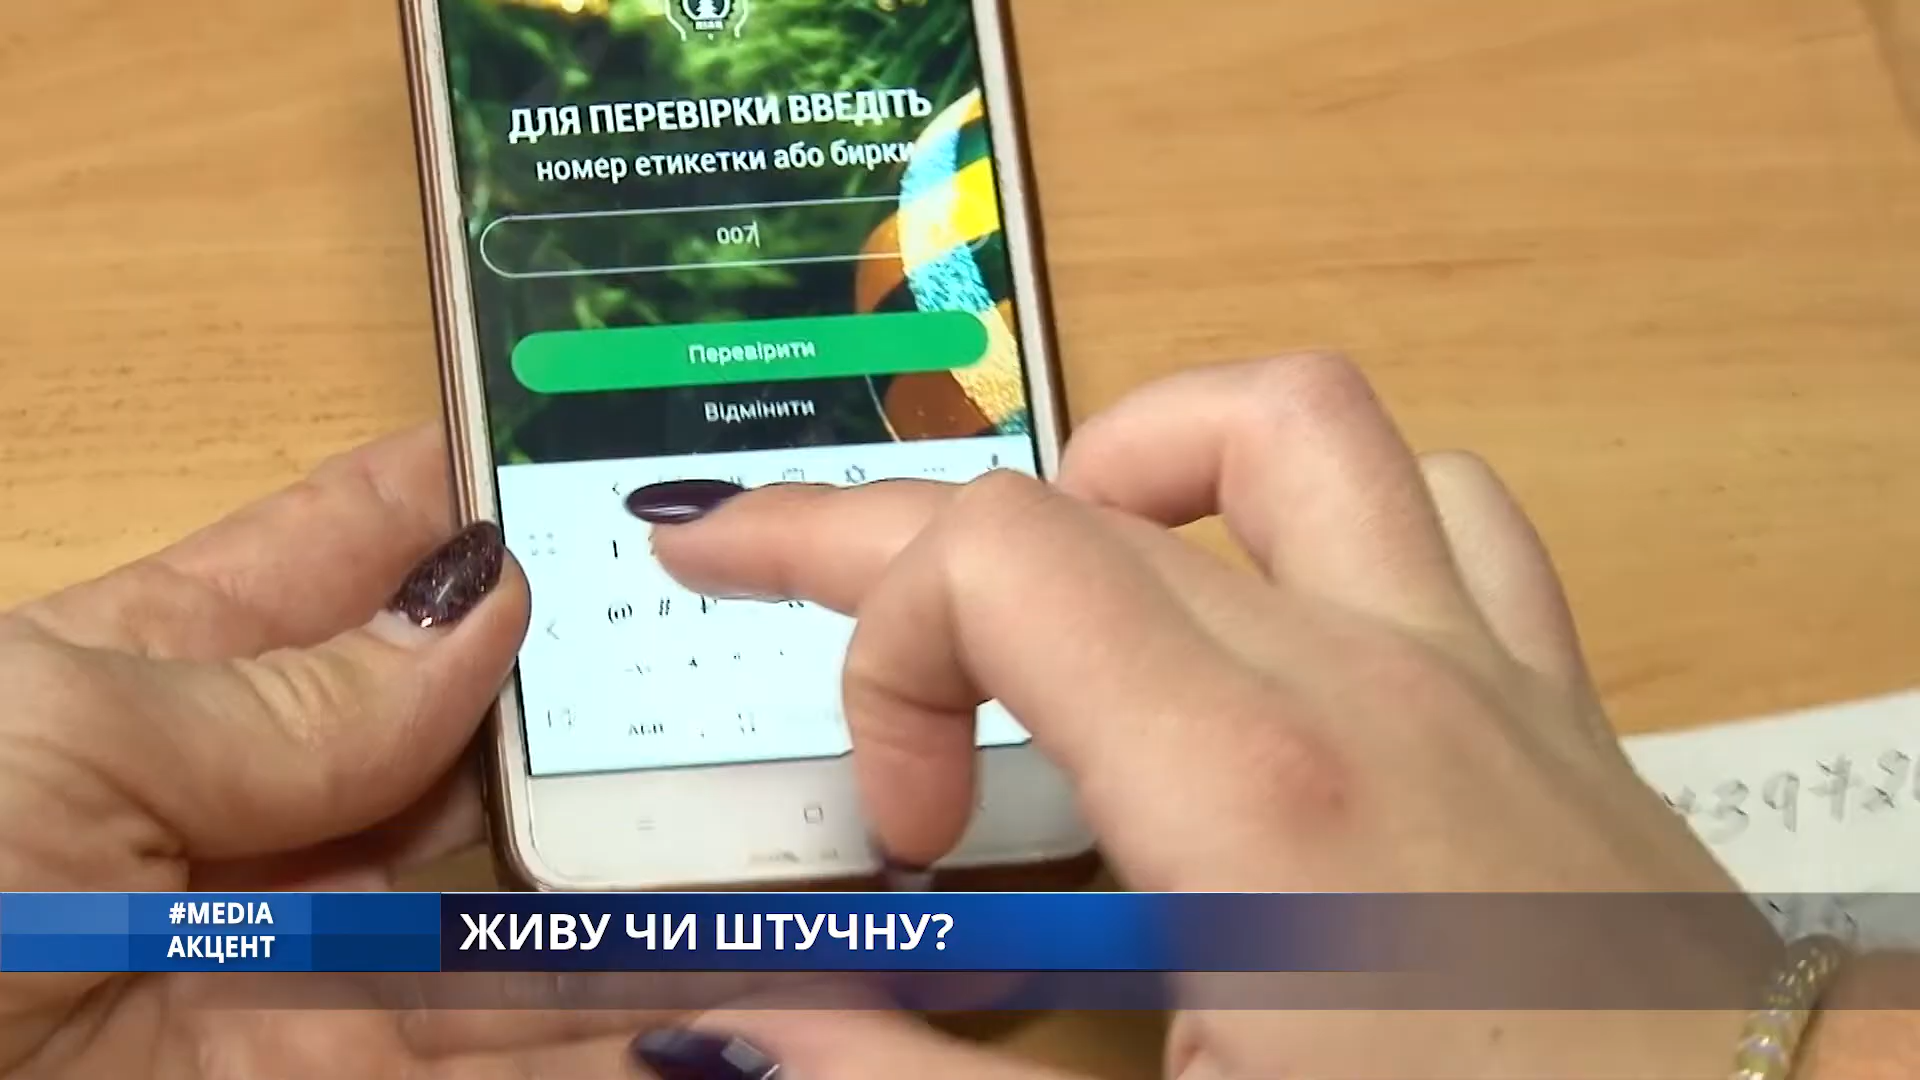 ДЛЯ ПЕРЕВІРКИ ВВЕДІТЬ
номер етикетки або бирки
007
Перевірити
Відмінити
#MEDIA
АКЦЕНТ
ЖИВУ ЧИ ШТУЧНУ?